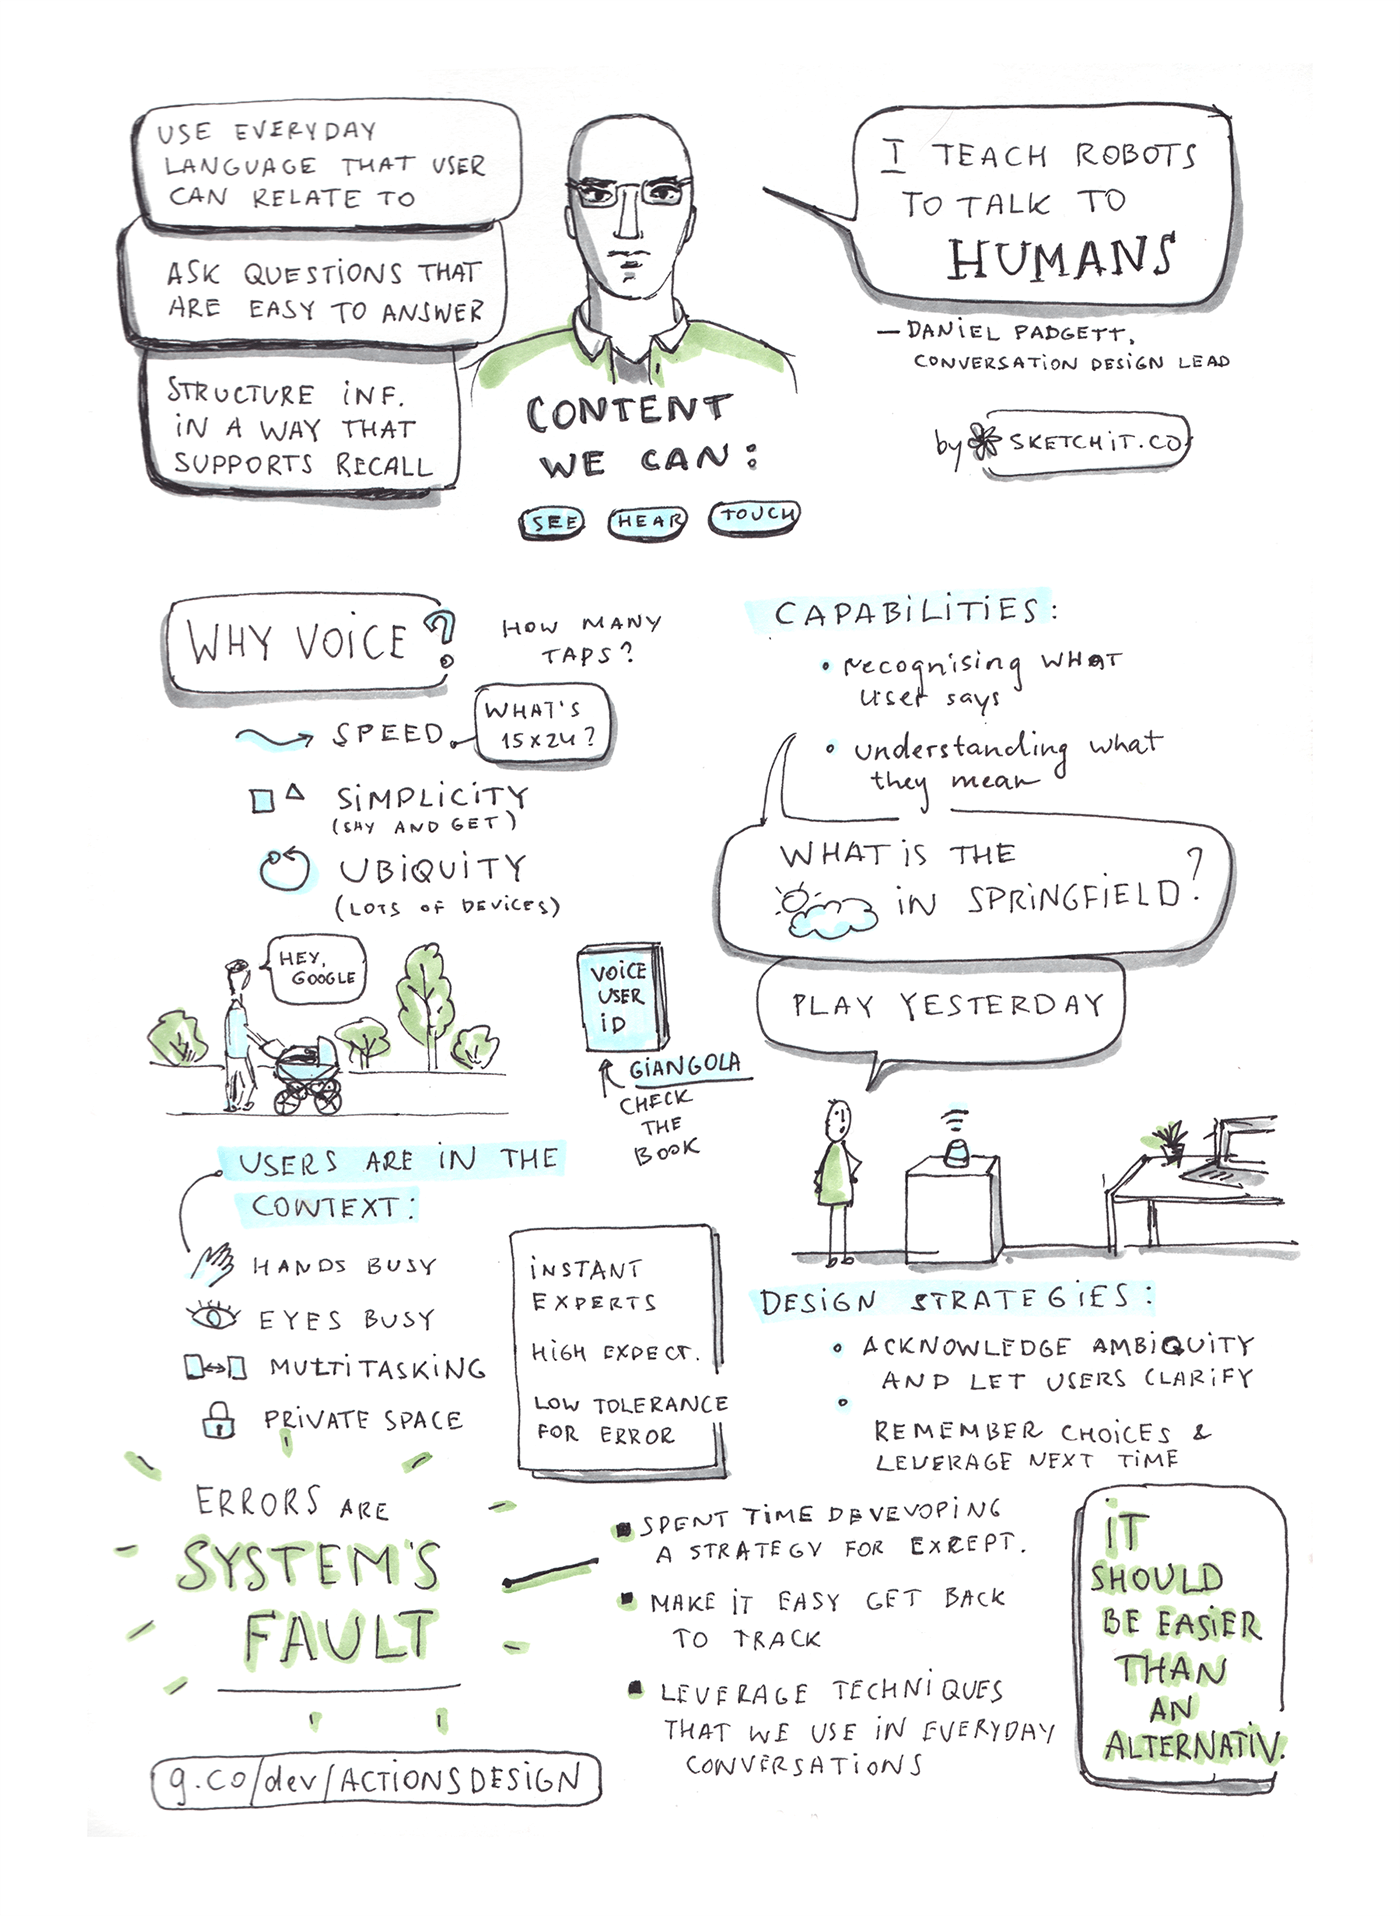 USE EVERYDAY
LANGUAGE THAT USER
CAN RELATE TO
ASK QUESTIONS THAT
ARE EASY TO ANSWER
STRUCTURE INF.
IN A WAY THAT
SUPPORTS RECALL
CONTENT
WE CAN:
SEE HEAR TOUCH
I TEACH ROBOTS
TO TALK TO
HUMANS
— DANIEL PADGETT,
CONVERSATION DESIGN LEAD
by SKETCHIT.CO
WHY VOICE?
HOW MANY
TAPS?
SPEED
WHAT'S
15x24?
SIMPLICITY
(SAY AND GET)
UBIQUITY
(LOTS OF DEVICES)
HEY,
GOOGLE
VOICE
USER
ID
GIANGOLA
CHECK
THE
BOOK
CAPABILITIES:
• recognising WHAT
user says
• understanding what
they mean
WHAT IS THE
IN SPRINGFIELD?
PLAY YESTERDAY
USERS ARE IN THE
CONTEXT:
HANDS BUSY
EYES BUSY
MULTITASKING
PRIVATE SPACE
INSTANT
EXPERTS
HIGH EXPECT.
LOW TOLERANCE
FOR ERROR
DESIGN STRATEGIES:
• ACKNOWLEDGE AMBIQUITY
AND LET USERS CLARIFY
• REMEMBER CHOICES &
LEVERAGE NEXT TIME
ERRORS ARE
SYSTEM'S
FAULT
SPENT TIME DEVEVOPING
A STRATEGY FOR EXCEPT.
MAKE IT EASY GET BACK
TO TRACK
LEVERAGE TECHNIQUES
THAT WE USE IN EVERYDAY
CONVERSATIONS
IT
SHOULD
BE EASIER
THAN
AN
ALTERNATIV.
g.co/dev/ACTIONSDESIGN